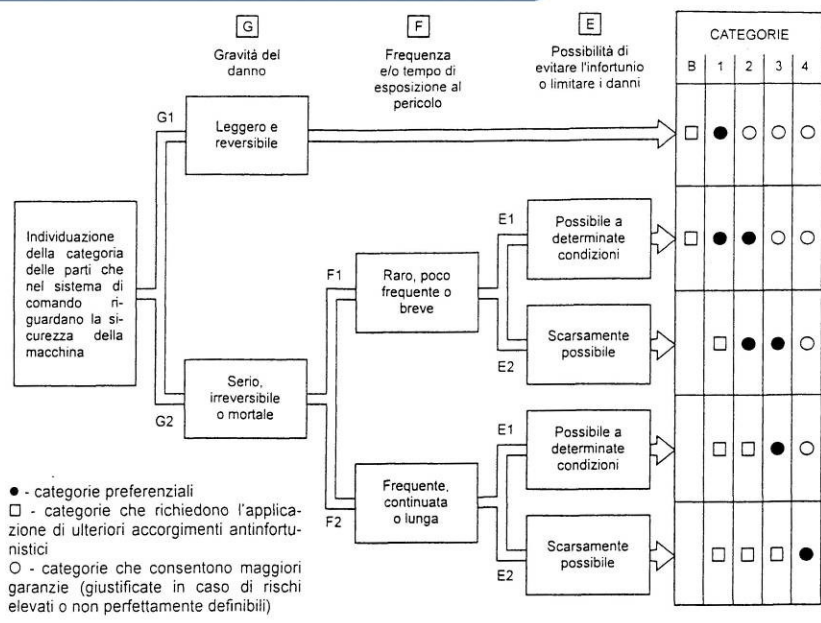 G
Gravità del
danno
F
Frequenza
e/o tempo di
esposizione al
pericolo
E
Possibilità di
evitare l'infortunio
o limitare i danni
CATEGORIE
B 1 2 3 4
G1
Leggero e
reversibile
□ ● ○ ○ ○
Individuazione
della categoria
delle parti che
nel sistema di
comando ri-
guardano la si-
curezza della
macchina
G2
Serio,
irreversibile
o mortale
F1
Raro, poco
frequente o
breve
E1
Possibile a
determinate
condizioni
□ ● ● ○ ○
E2
Scarsamente
possibile
□ ● ● ○
F2
Frequente,
continuata
o lunga
E1
Possibile a
determinate
condizioni
□ □ ● ○
E2
Scarsamente
possibile
□ □ □ ●
● - categorie preferenziali
□ - categorie che richiedono l'applica-
zione di ulteriori accorgimenti antinfortu-
nistici
○ - categorie che consentono maggiori
garanzie (giustificate in caso di rischi
elevati o non perfettamente definibili)